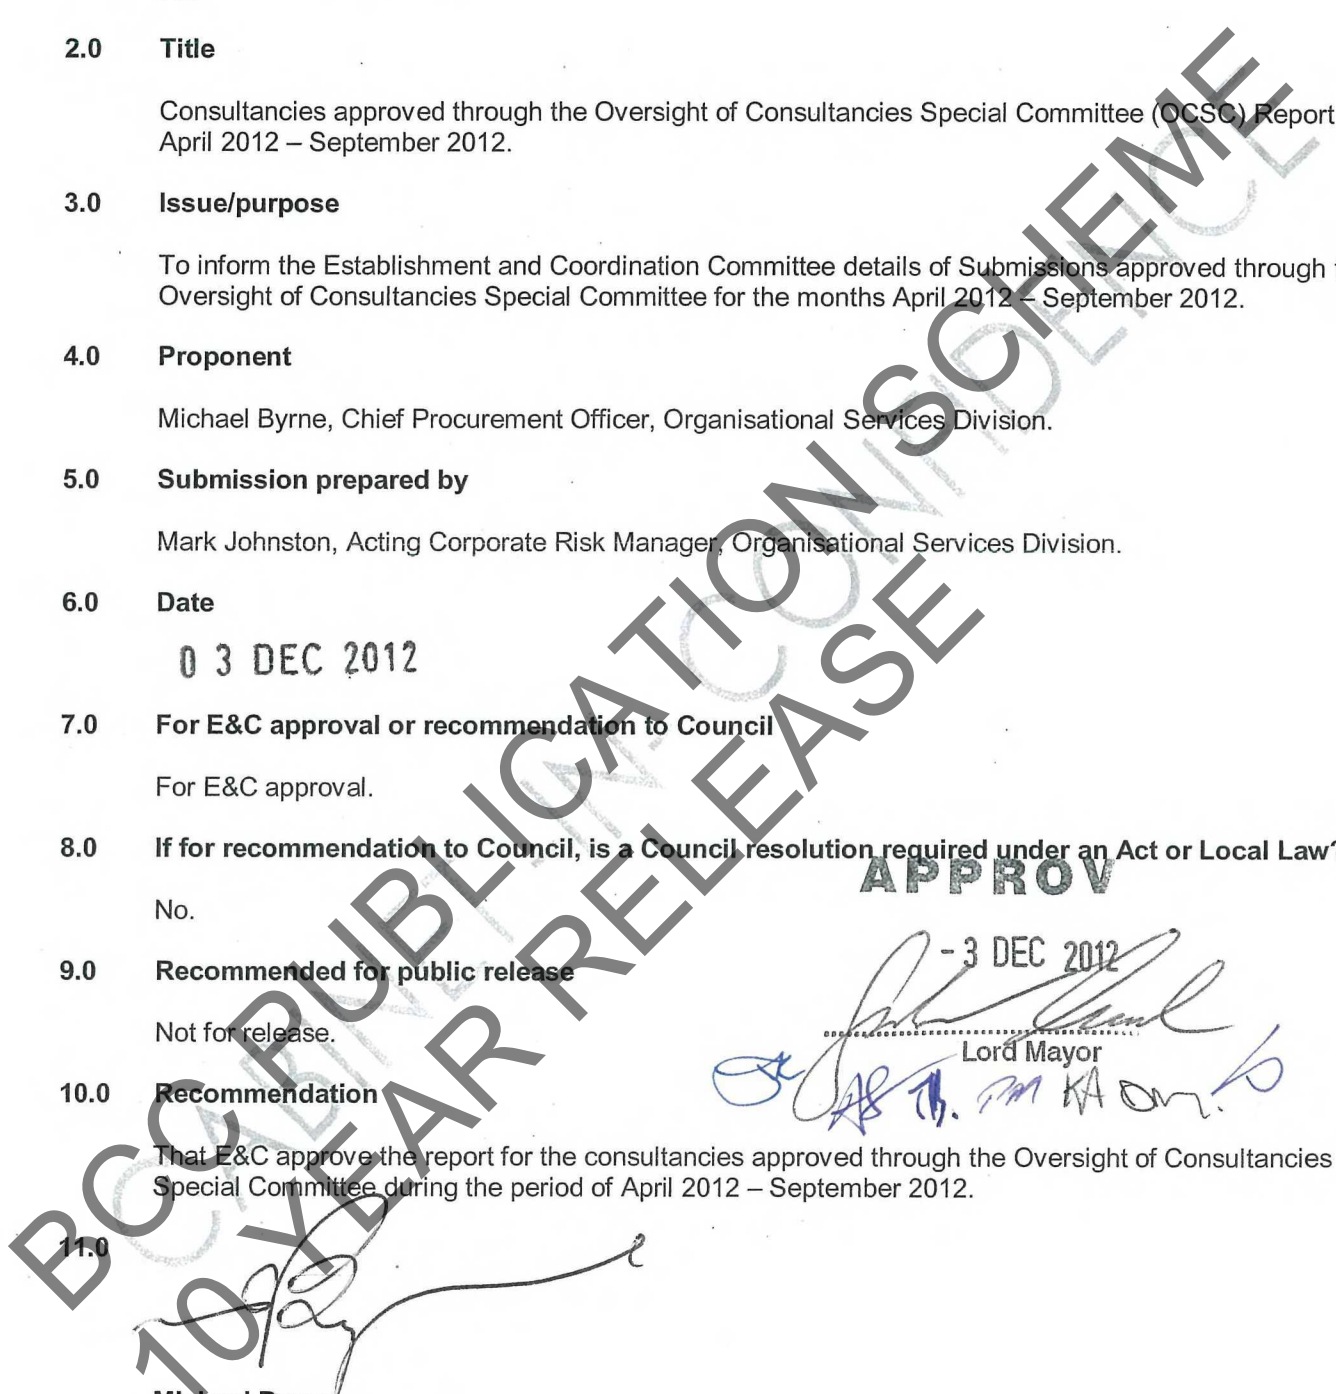 2.0 Title
Consultancies approved through the Oversight of Consultancies Special Committee (OCSC) Report
April 2012 – September 2012.
3.0 Issue/purpose
To inform the Establishment and Coordination Committee details of Submissions approved through
Oversight of Consultancies Special Committee for the months April 2012 – September 2012.
4.0 Proponent
Michael Byrne, Chief Procurement Officer, Organisational Services Division.
5.0 Submission prepared by
Mark Johnston, Acting Corporate Risk Manager, Organisational Services Division.
6.0 Date
0 3 DEC 2012
7.0 For E&C approval or recommendation to Council
For E&C approval.
8.0 If for recommendation to Council, is a Council resolution required under an Act or Local Law?
APPROV
No.
- 3 DEC 2012
9.0 Recommended for public release
Not for release.
Lord Mayor
10.0 Recommendation
KA
That E&C approve the report for the consultancies approved through the Oversight of Consultancies
Special Committee during the period of April 2012 – September 2012.
11.0
BCC PUBLICATION SCHEME
10 YEAR RELEASE
CABINET IN CONFIDENCE